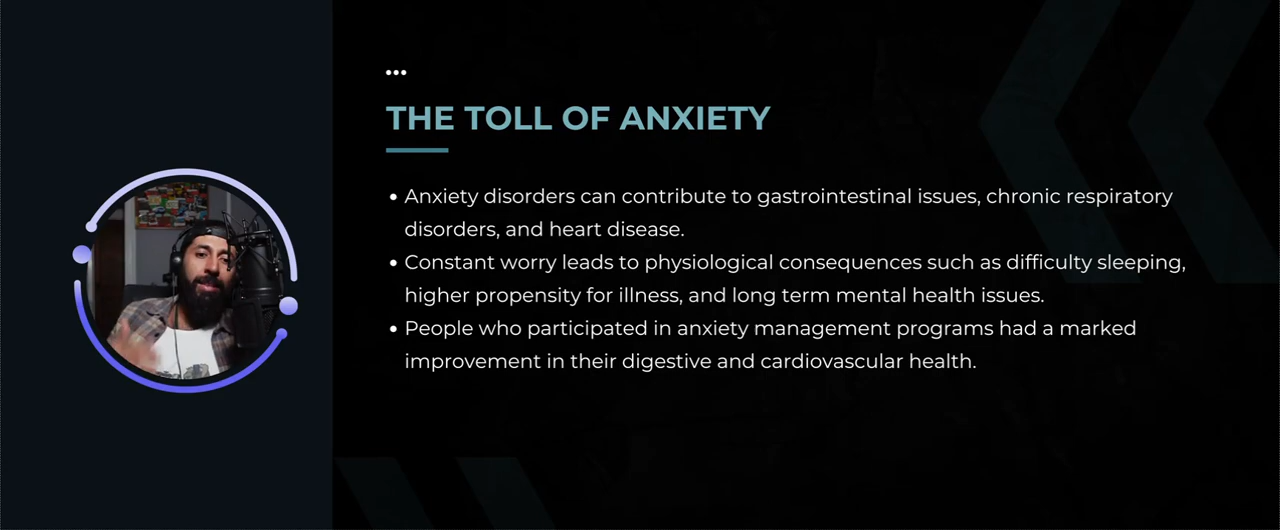 THE TOLL OF ANXIETY
• Anxiety disorders can contribute to gastrointestinal issues, chronic respiratory
disorders, and heart disease.
• Constant worry leads to physiological consequences such as difficulty sleeping,
higher propensity for illness, and long term mental health issues.
• People who participated in anxiety management programs had a marked
improvement in their digestive and cardiovascular health.